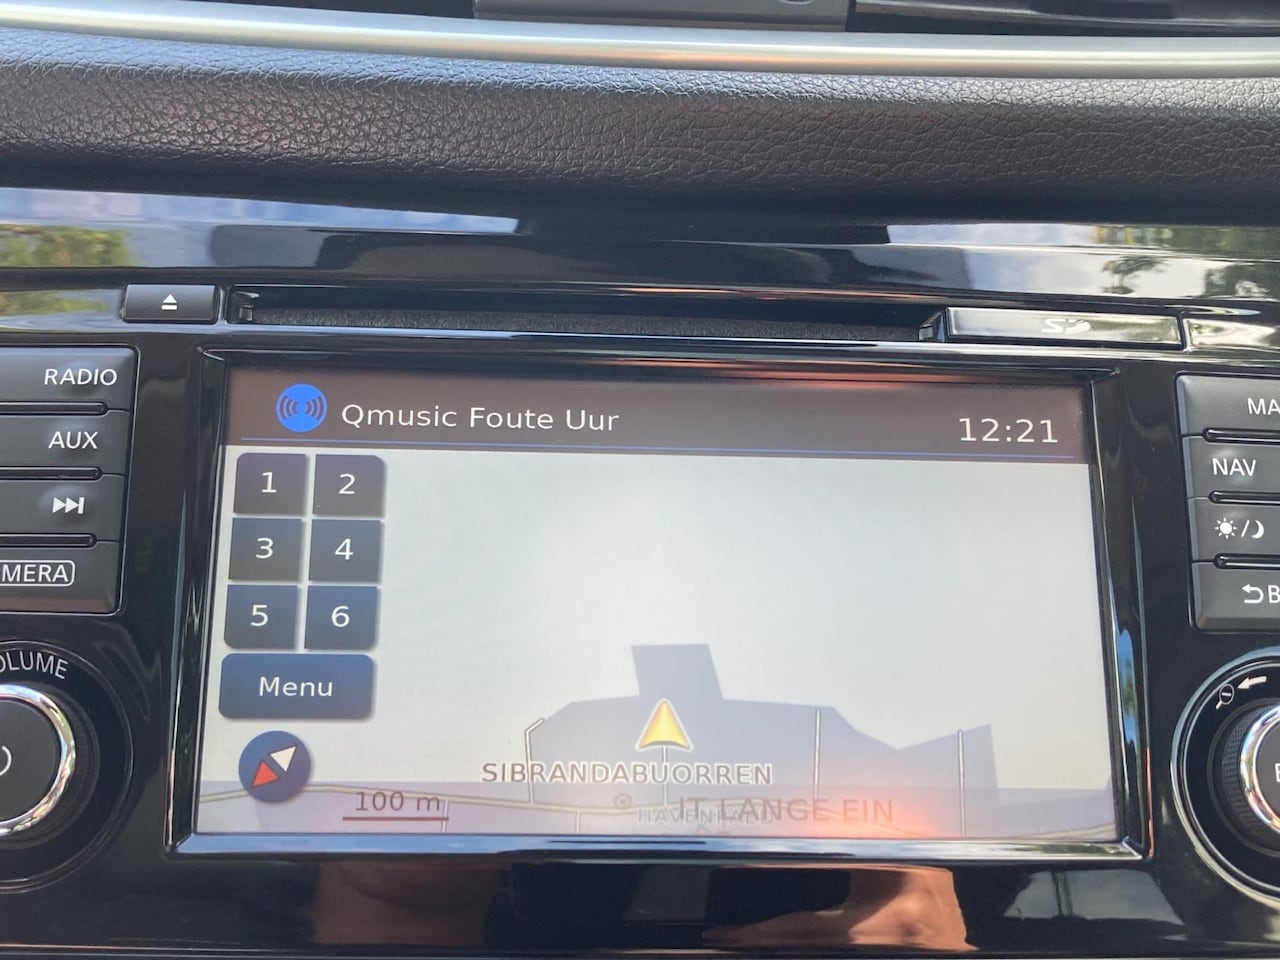 SD
RADIO
AUX
MERA
OLUME
Qmusic Foute Uur
12:21
1 2
3 4
5 6
Menu
SIBRANDABUORREN
100 m
IT LANGE EIN
MA
NAV
B